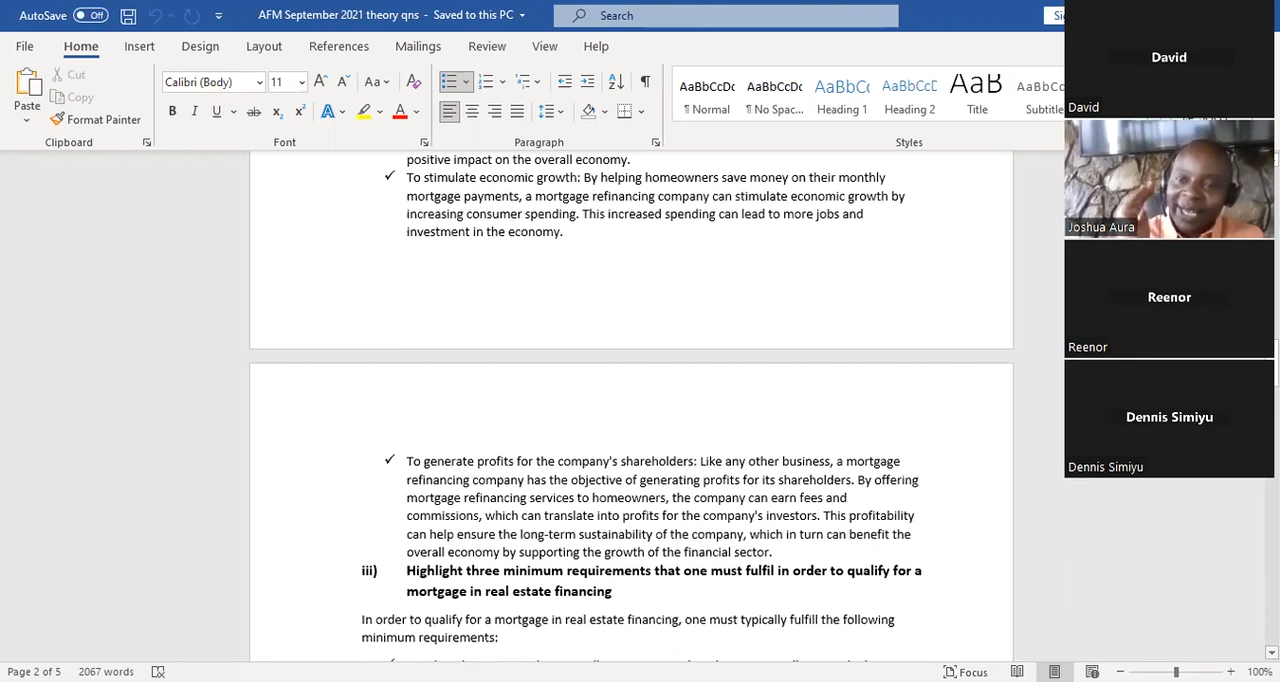 AutoSave Off AFM September 2021 theory qns - Saved to this PC Search
File Home Insert Design Layout References Mailings Review View Help
Paste Cut Copy Format Painter Clipboard
Calibri (Body) 11 Aa
B I U ab x₂ x² A A Font
Paragraph
AaBbCcDc AaBbCcDc AaBbC( AaBbCcD AaB AaBbCcD
¶ Normal ¶ No Spac... Heading 1 Heading 2 Title Subtitle
Styles
David
David
Joshua Aura
Reenor
Reenor
Dennis Simiyu
Dennis Simiyu
positive impact on the overall economy.
✓ To stimulate economic growth: By helping homeowners save money on their monthly
mortgage payments, a mortgage refinancing company can stimulate economic growth by
increasing consumer spending. This increased spending can lead to more jobs and
investment in the economy.
✓ To generate profits for the company's shareholders: Like any other business, a mortgage
refinancing company has the objective of generating profits for its shareholders. By offering
mortgage refinancing services to homeowners, the company can earn fees and
commissions, which can translate into profits for the company's investors. This profitability
can help ensure the long-term sustainability of the company, which in turn can benefit the
overall economy by supporting the growth of the financial sector.
iii) Highlight three minimum requirements that one must fulfil in order to qualify for a
mortgage in real estate financing
In order to qualify for a mortgage in real estate financing, one must typically fulfill the following
minimum requirements:
Page 2 of 5 2067 words Focus 100%